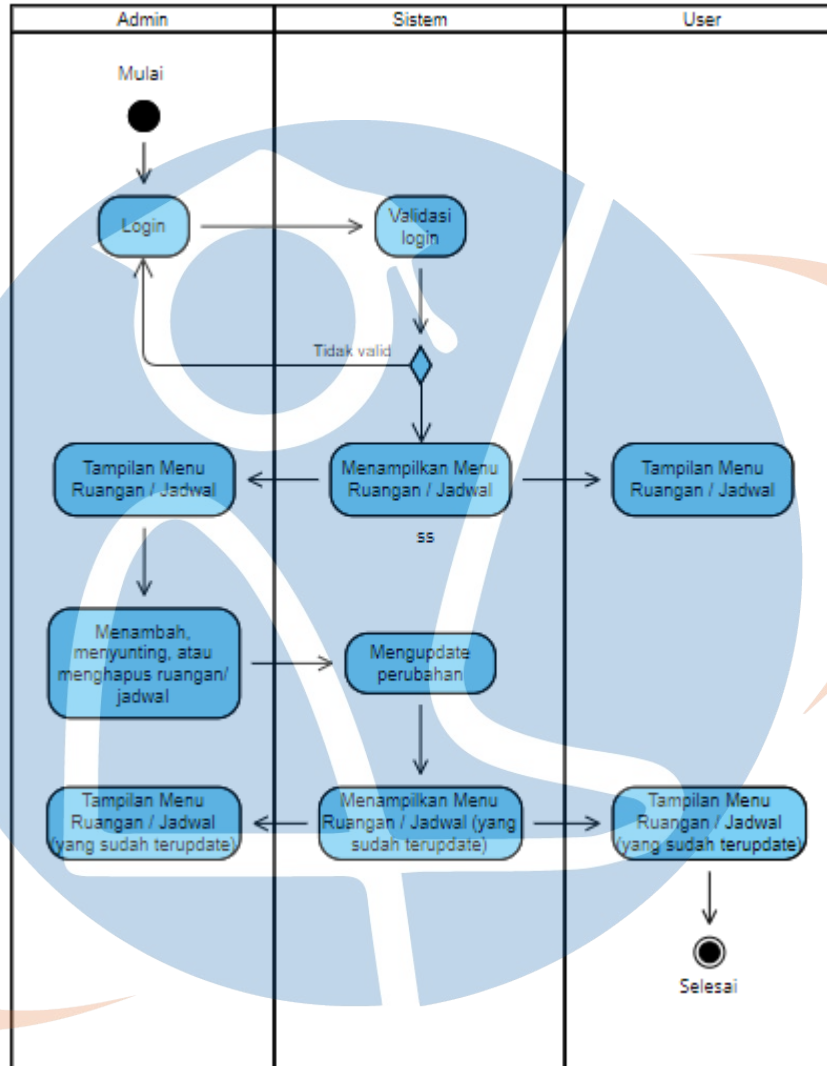 Admin
Sistem
User
Mulai
Login
Validasi
login
Tidak valid
Tampilan Menu
Ruangan / Jadwal
Menampilkan Menu
Ruangan / Jadwal
Tampilan Menu
Ruangan / Jadwal
ss
Menambah,
menyunting, atau
menghapus ruangan/
jadwal
Mengupdate
perubahan
Tampilan Menu
Ruangan / Jadwal
(yang sudah terupdate)
Menampilkan Menu
Ruangan / Jadwal (yang
sudah terupdate)
Tampilan Menu
Ruangan / Jadwal
(yang sudah terupdate)
Selesai